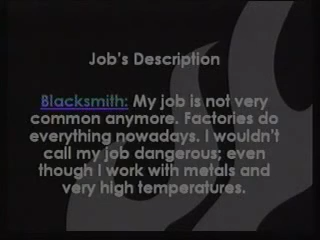 Job's Description
Blacksmith: My job is not very
common anymore. Factories do
everything nowadays. I wouldn't
call my job dangerous; even
though I work with metals and
very high temperatures.